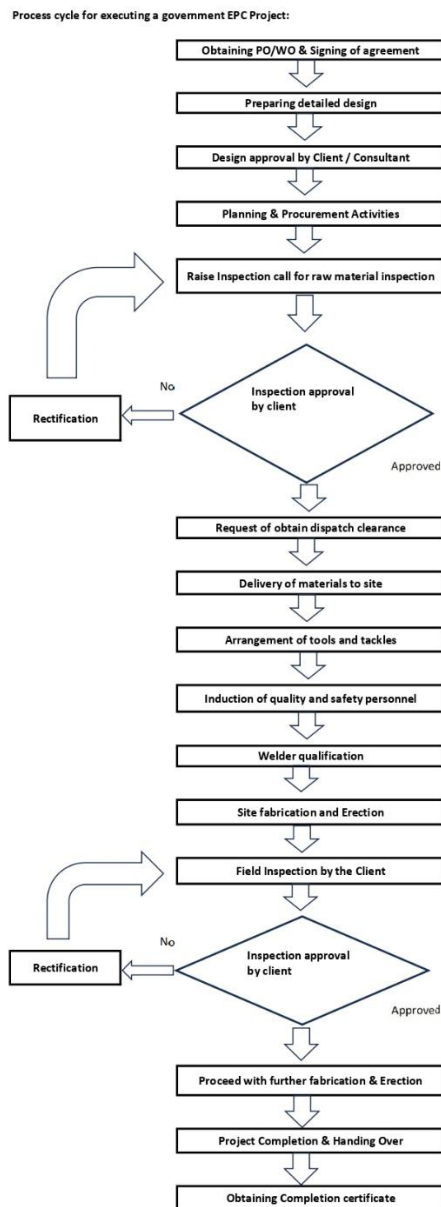 Process cycle for executing a government EPC Project:
Obtaining PO/WO & Signing of agreement
Preparing detailed design
Design approval by Client / Consultant
Planning & Procurement Activities
Raise Inspection call for raw material inspection
No
Inspection approval
by client
Rectification
Approved
Request of obtain dispatch clearance
Delivery of materials to site
Arrangement of tools and tackles
Induction of quality and safety personnel
Welder qualification
Site fabrication and Erection
Field Inspection by the Client
No
Inspection approval
by client
Rectification
Approved
Proceed with further fabrication & Erection
Project Completion & Handing Over
Obtaining Completion certificate